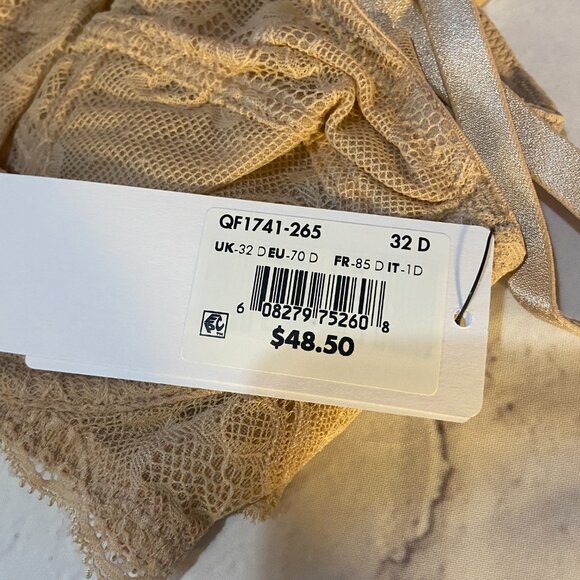 QF1741-265 32 D
UK-32 D EU-70 D FR-85 D IT-1D
6 08279 75260 8
$48.50